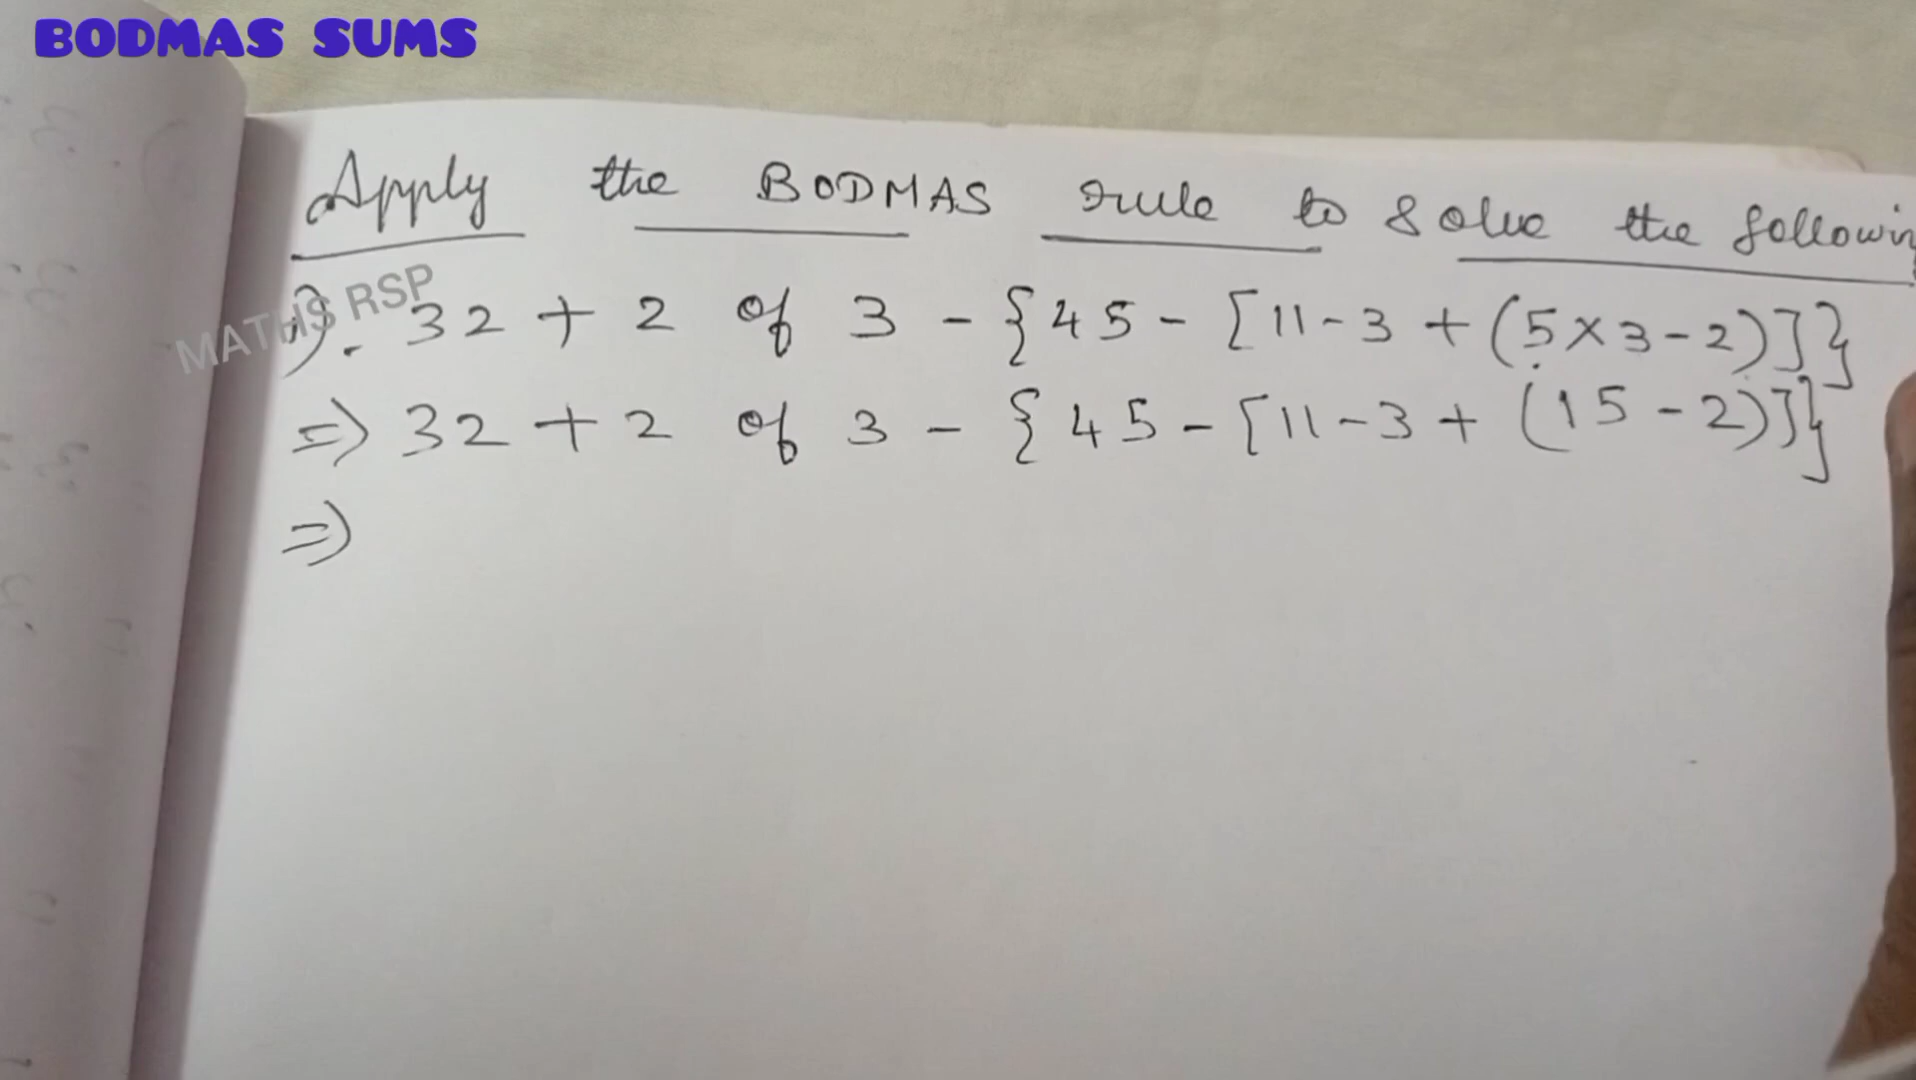 BODMAS SUMS
Apply the BODMAS rule to solve the followin
MATHS RSP
1). 32 + 2 of 3 - {45 - [11-3 + (5×3-2)]}
=> 32 + 2 of 3 - {45 - [11-3 + (15-2)]}
=>